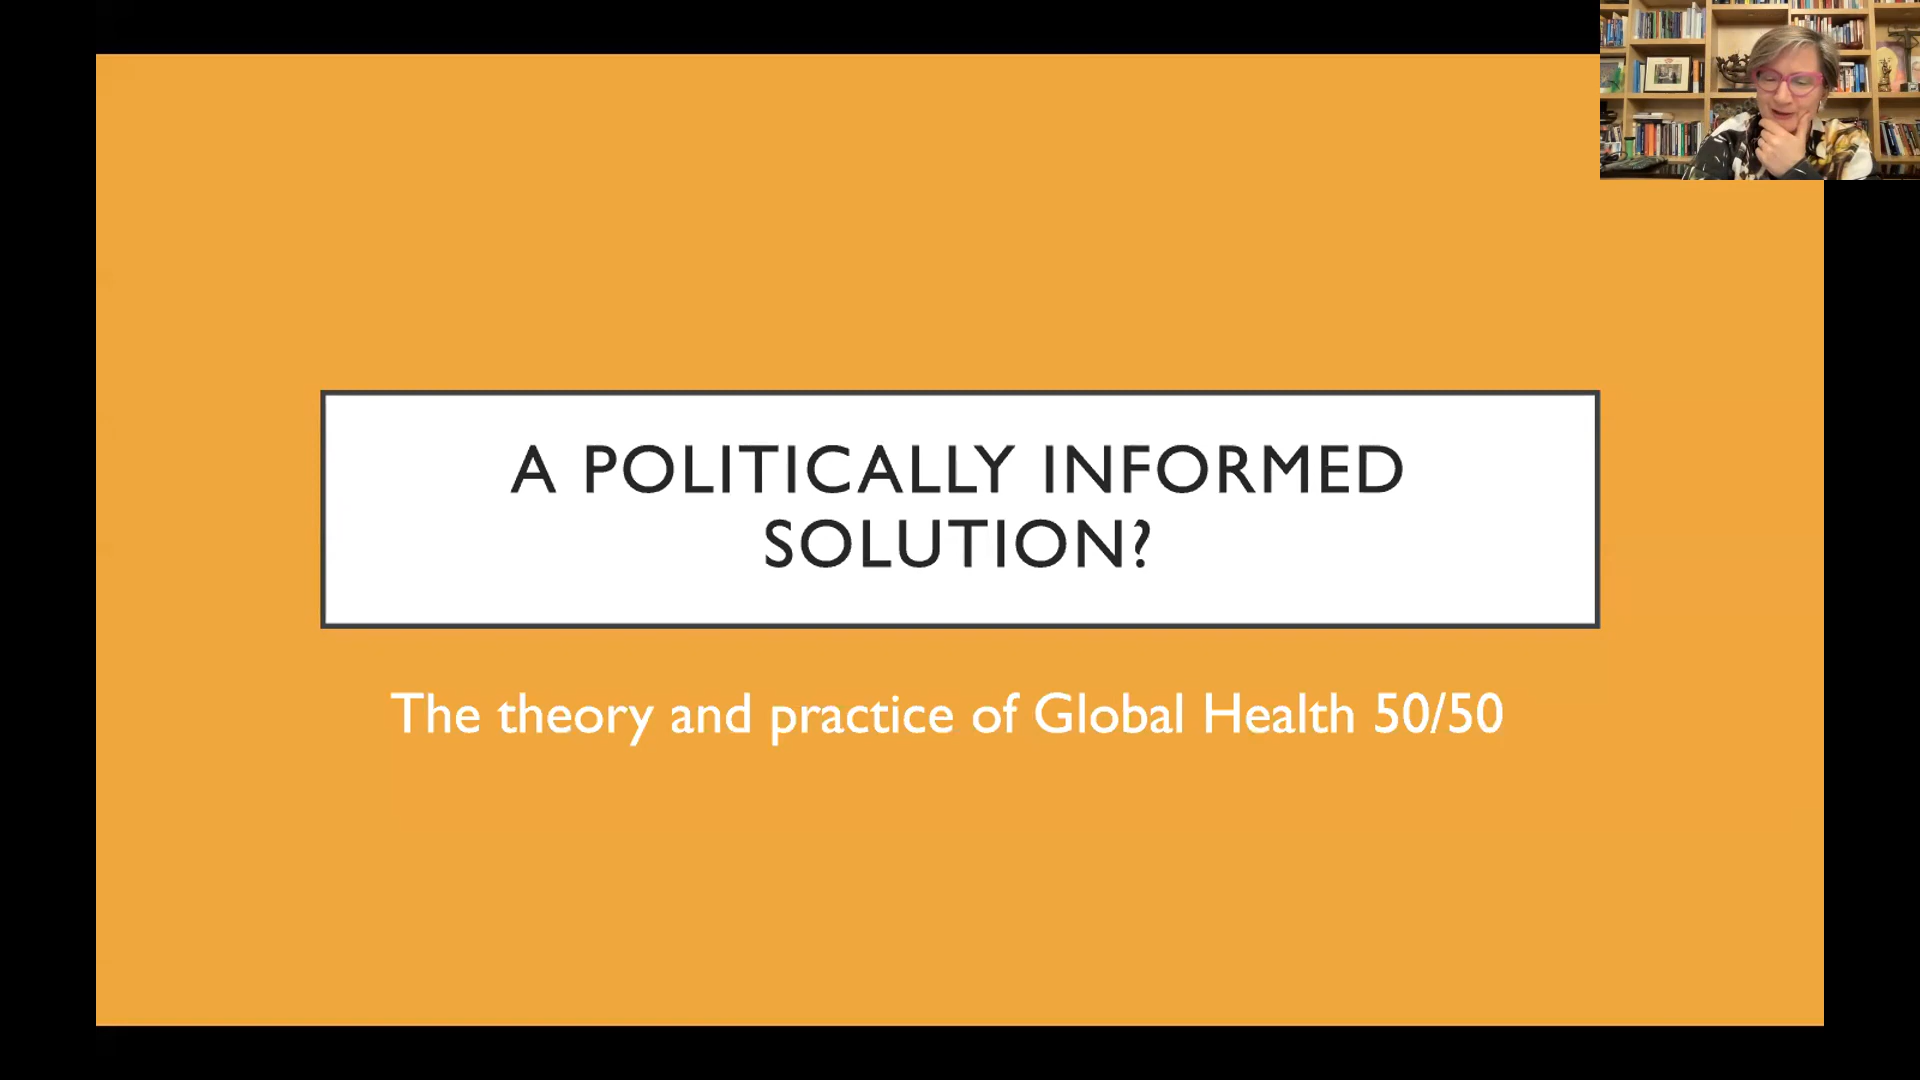 A POLITICALLY INFORMED
SOLUTION?
The theory and practice of Global Health 50/50